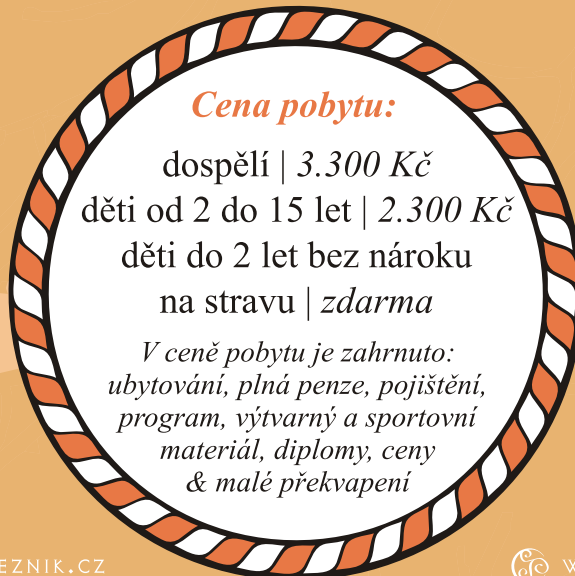 Cena pobytu:
dospělí | 3.300 Kč
děti od 2 do 15 let | 2.300 Kč
děti do 2 let bez nároku
na stravu | zdarma
V ceně pobytu je zahrnuto:
ubytování, plná penze, pojištění,
program, výtvarný a sportovní
materiál, diplomy, ceny
& malé překvapení
EZNIK.CZ
W